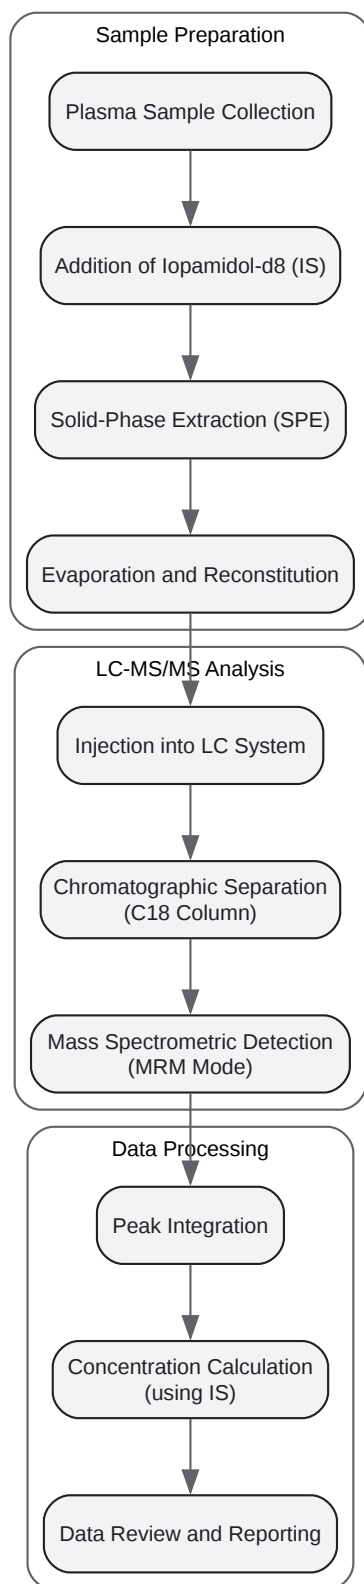 Sample Preparation
Plasma Sample Collection
Addition of Iopamidol-d8 (IS)
Solid-Phase Extraction (SPE)
Evaporation and Reconstitution
LC-MS/MS Analysis
Injection into LC System
Chromatographic Separation
(C18 Column)
Mass Spectrometric Detection
(MRM Mode)
Data Processing
Peak Integration
Concentration Calculation
(using IS)
Data Review and Reporting